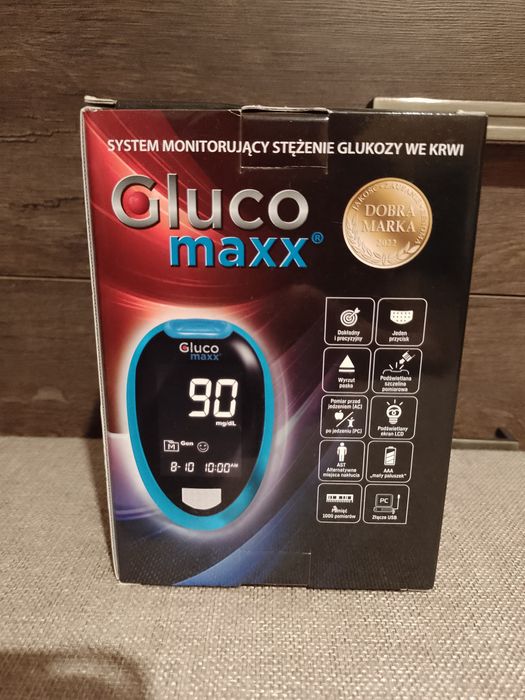 SYSTEM MONITORUJĄCY STĘŻENIE GLUKOZY WE KRWI
Gluco
maxx®
DOBRA
MARKA
2022
Gluco
maxx
90
mg/dL
M Gen
8-10 10:00AM
Dokładny
i precyzyjny
Jeden
przycisk
Wyrzut
paska
Podświetlana
szczelina
pomiarowa
Pomiar przed
jedzeniem (AC)
po jedzeniu (PC)
Podświetlany
ekran LCD
AST
Alternatywne
miejsca nakłucia
AAA
„mały paluszek"
Pamięć
1000 pomiarów
PC
Złącze USB